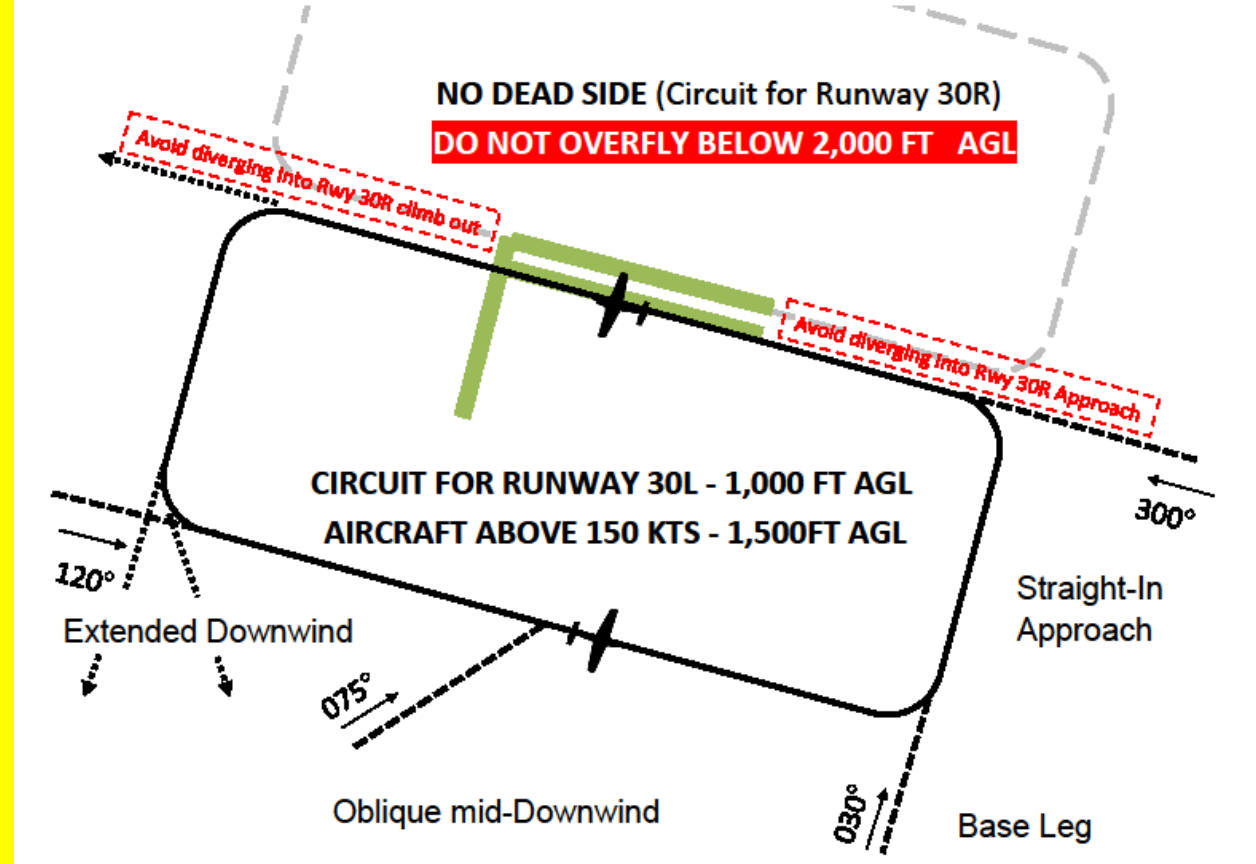 NO DEAD SIDE (Circuit for Runway 30R)
DO NOT OVERFLY BELOW 2,000 FT AGL
Avoid diverging into Rwy 30R climb out
Avoid diverging into Rwy 30R Approach
CIRCUIT FOR RUNWAY 30L - 1,000 FT AGL
AIRCRAFT ABOVE 150 KTS - 1,500FT AGL
300°
120°
Straight-In
Approach
Extended Downwind
075°
Oblique mid-Downwind
030°
Base Leg